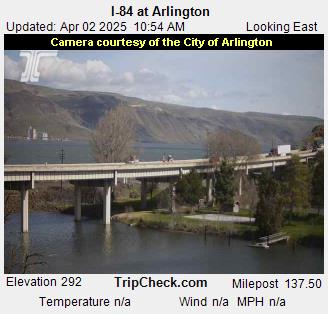 I-84 at Arlington
Updated: Apr 02 2025 10:54 AM Looking East
Camera courtesy of the City of Arlington
Elevation 292 TripCheck.com Milepost 137.50
Temperature n/a Wind n/a MPH n/a